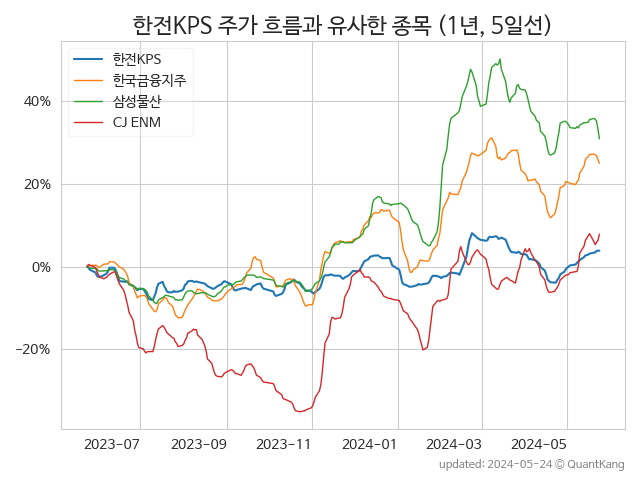 한전KPS 주가 흐름과 유사한 종목 (1년, 5일선)
한전KPS
한국금융지주
삼성물산
CJ ENM
40%
20%
0%
−20%
2023-07
2023-09
2023-11
2024-01
2024-03
2024-05
updated: 2024-05-24 © QuantKang